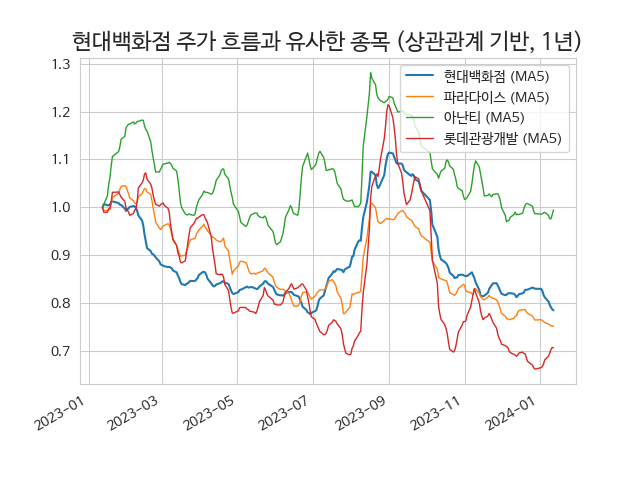 현대백화점 주가 흐름과 유사한 종목 (상관관계 기반, 1년)
1.3
1.2
1.1
1.0
0.9
0.8
0.7
현대백화점 (MA5)
파라다이스 (MA5)
아난티 (MA5)
롯데관광개발 (MA5)
2023-01
2023-03
2023-05
2023-07
2023-09
2023-11
2024-01